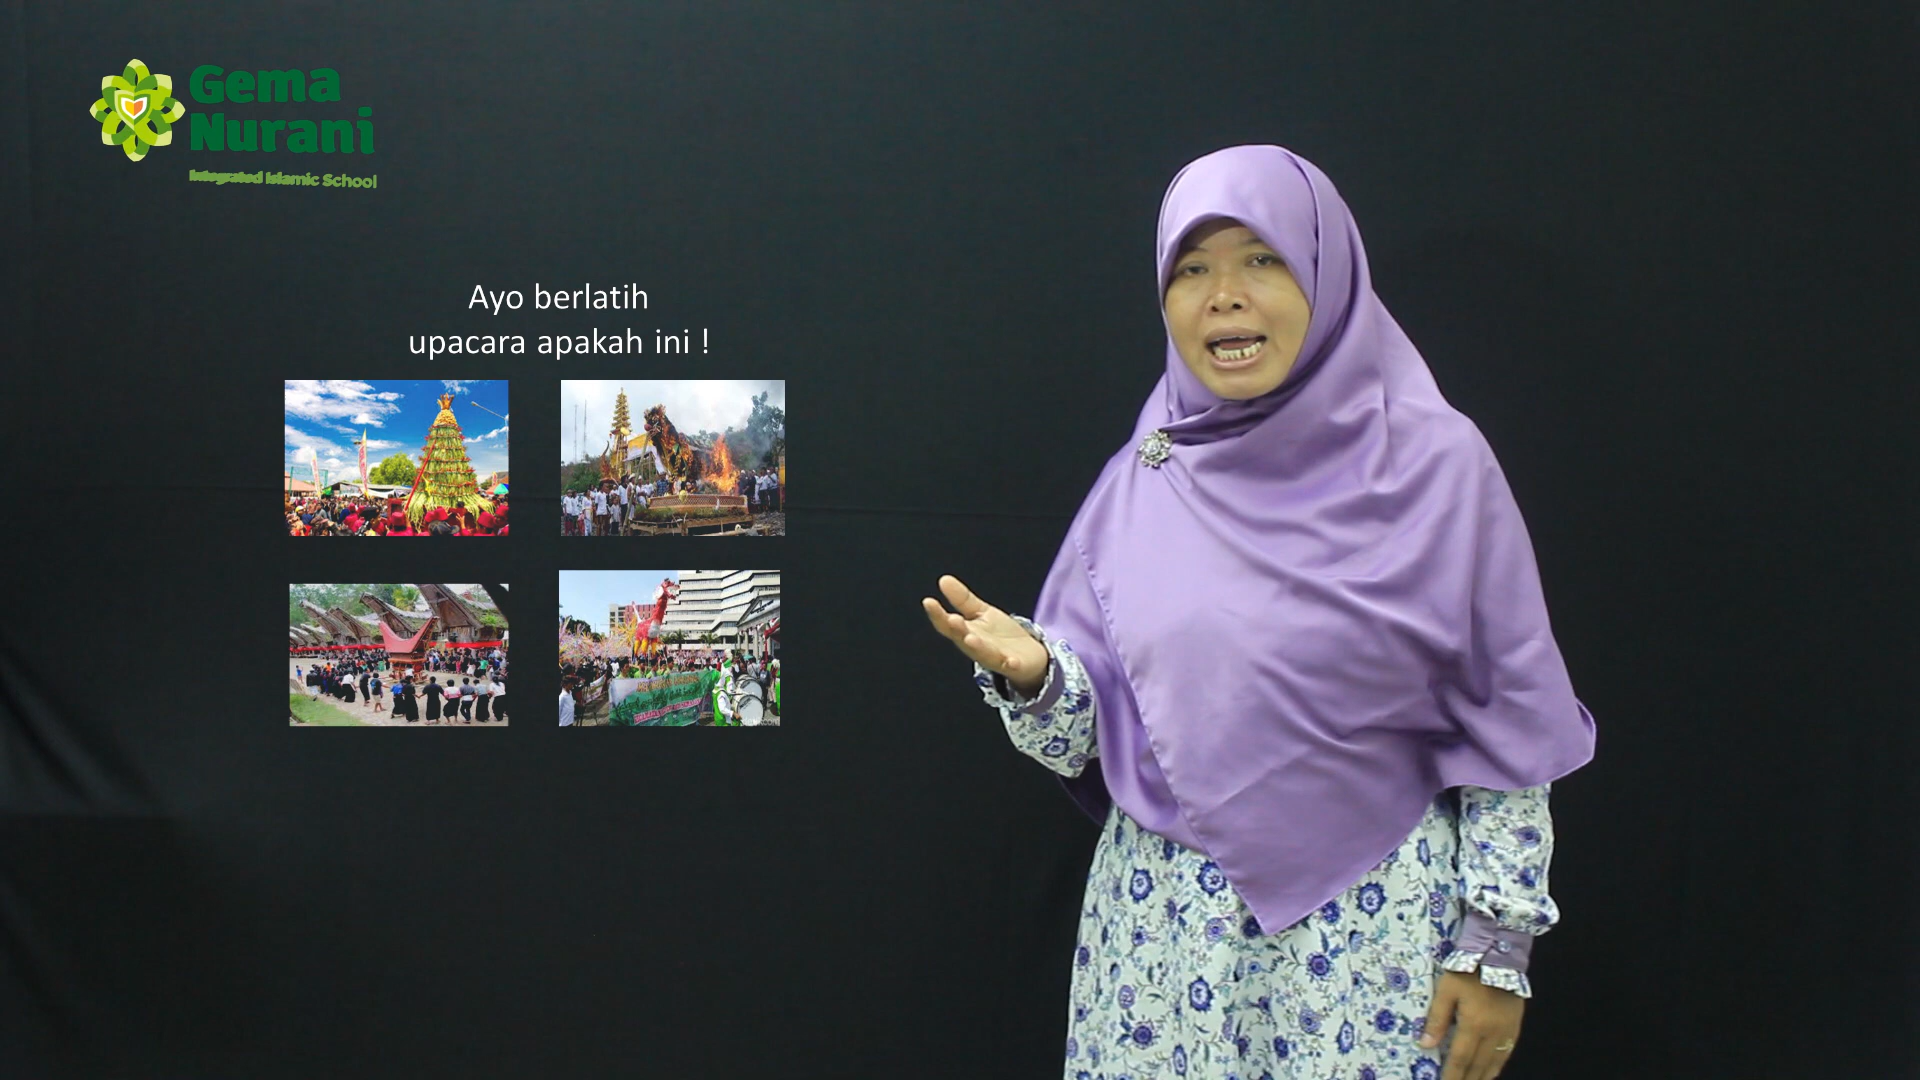 Gema
Nurani
Integrated Islamic School
Ayo berlatih
upacara apakah ini !